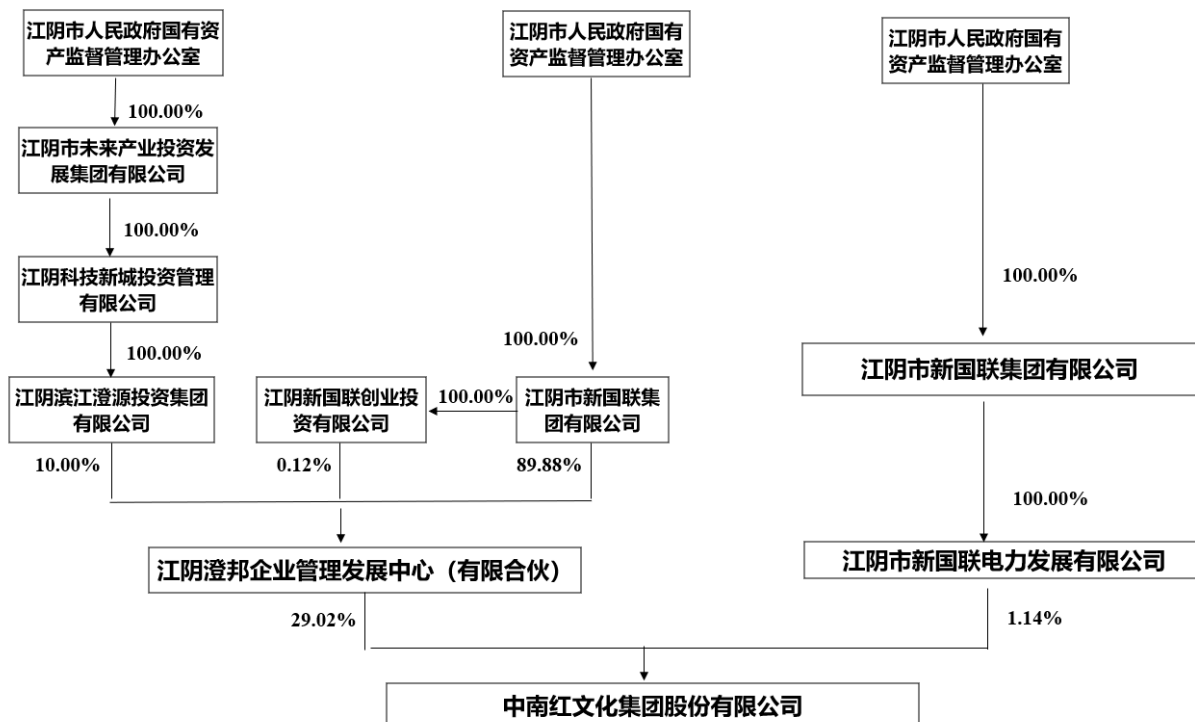 江阴市人民政府国有资
产监督管理办公室
江阴市人民政府国有
资产监督管理办公室
江阴市人民政府国有
资产监督管理办公室
100.00%
江阴市未来产业投资发
展集团有限公司
100.00%
江阴科技新城投资管理
有限公司
100.00%
100.00%
100.00%
江阴市新国联集团有限公司
江阴滨江澄源投资集团
有限公司
江阴新国联创业投
资有限公司
100.00%
江阴市新国联集
团有限公司
10.00%
0.12%
89.88%
100.00%
江阴澄邦企业管理发展中心（有限合伙）
江阴市新国联电力发展有限公司
29.02%
1.14%
中南红文化集团股份有限公司